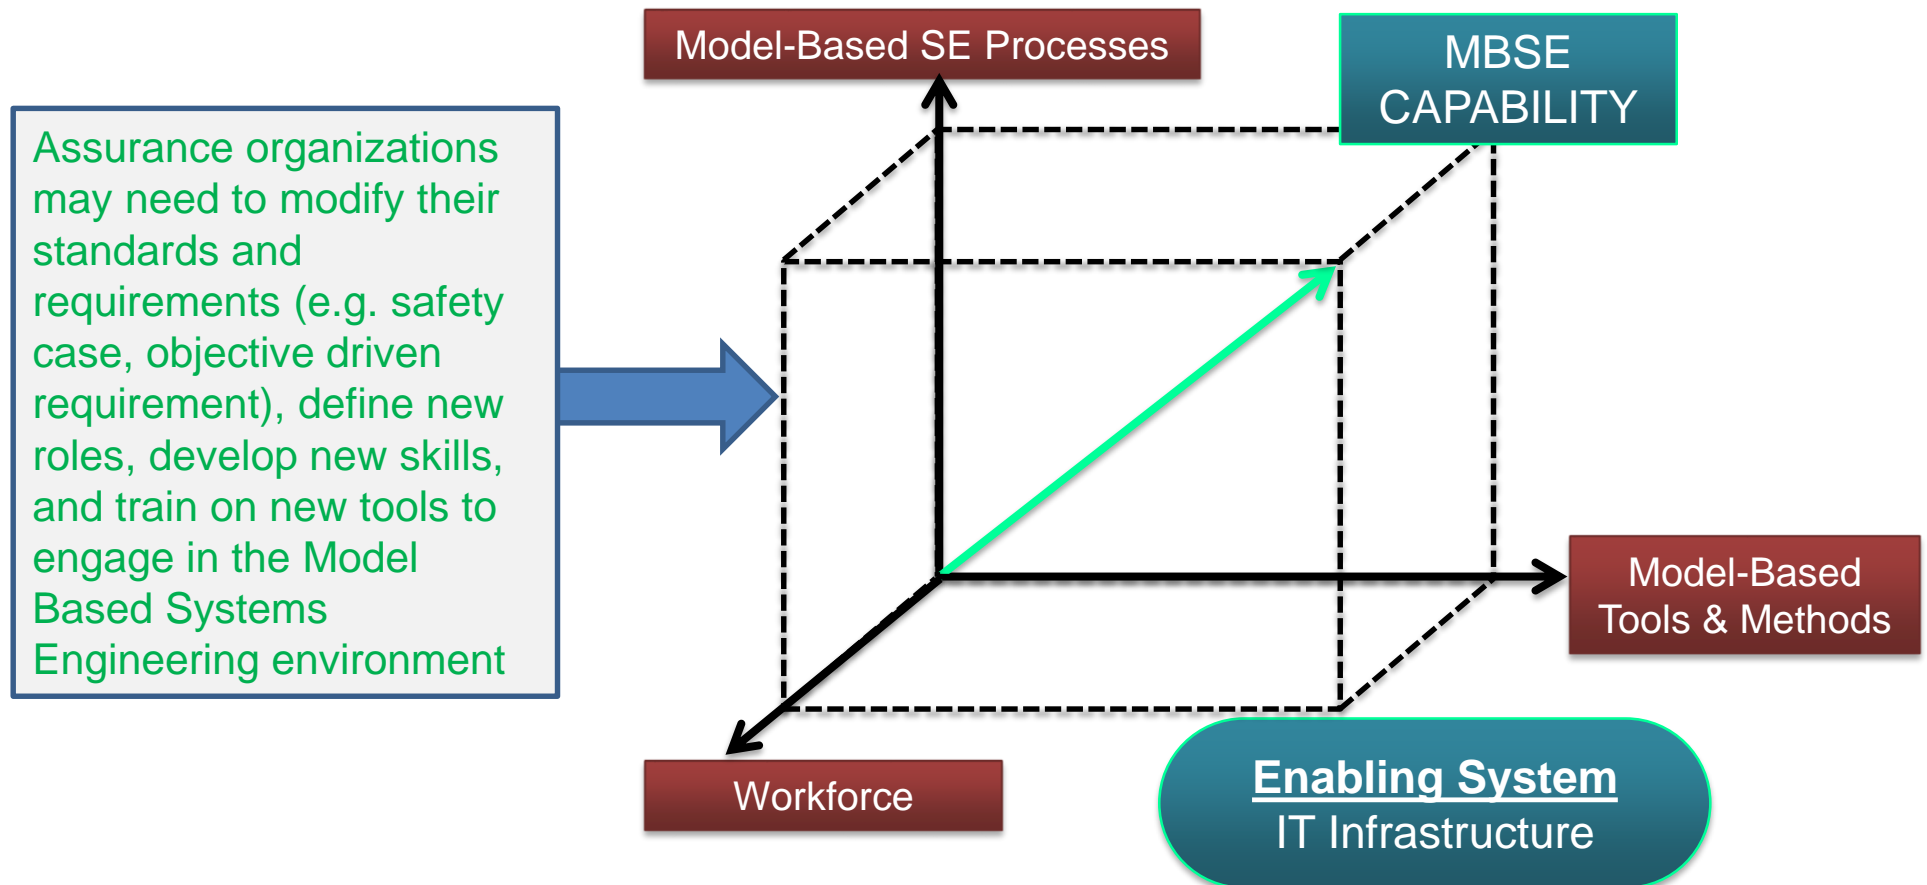 Model-Based SE Processes
MBSE
CAPABILITY
Assurance organizations
may need to modify their
standards and
requirements (e.g. safety
case, objective driven
requirement), define new
roles, develop new skills,
and train on new tools to
engage in the Model
Based Systems
Engineering environment
Model-Based
Tools & Methods
Workforce
Enabling System
IT Infrastructure